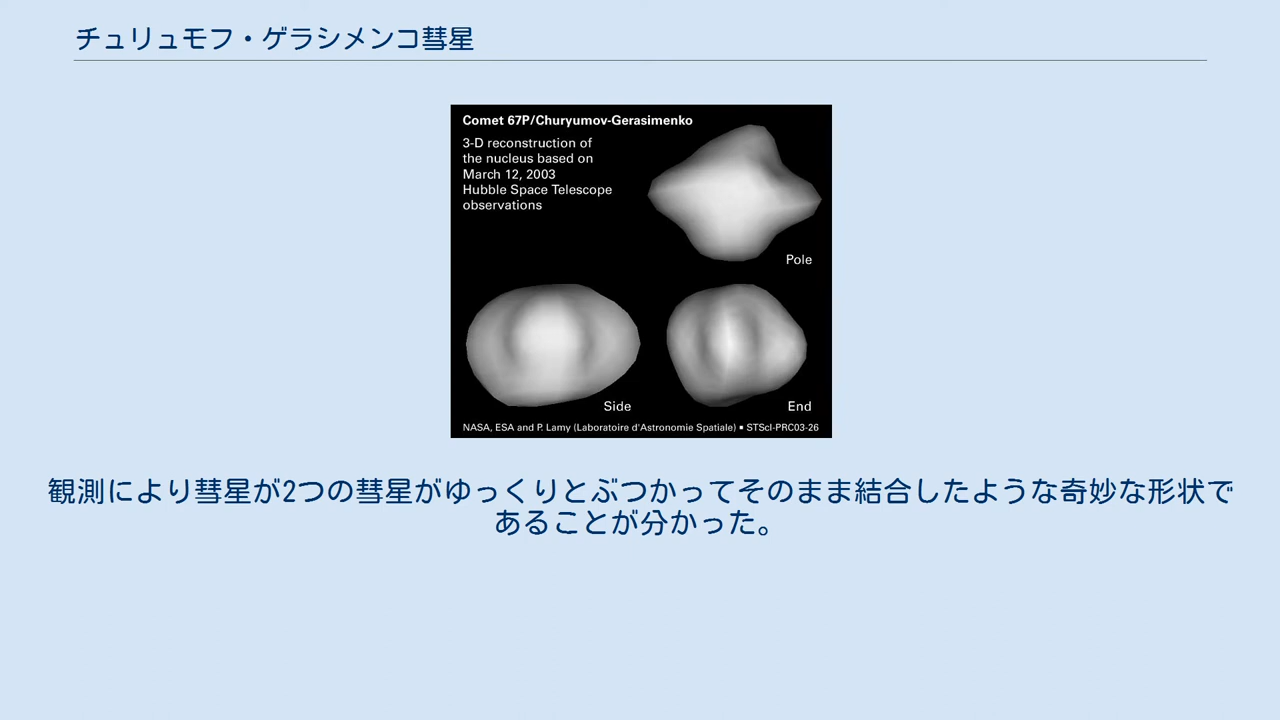 チュリュモフ・ゲラシメンコ彗星
Comet 67P/Churyumov-Gerasimenko
3-D reconstruction of
the nucleus based on
March 12, 2003
Hubble Space Telescope
observations
Pole
Side
End
NASA, ESA and P. Lamy (Laboratoire d'Astronomie Spatiale) ▪ STScI-PRC03-26
観測により彗星が2つの彗星がゆっくりとぶつかってそのまま結合したような奇妙な形状で
あることが分かった。